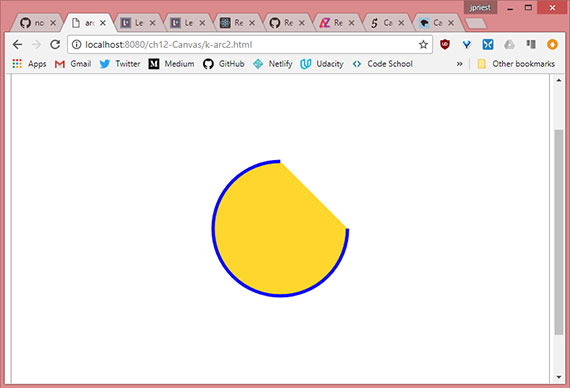 jpriest
no
arc
Le
Le
Re
Re
Re
Ca
Ca
localhost:8080/ch12-Canvas/k-arc2.html
Apps Gmail Twitter Medium GitHub Netlify Udacity Code School » Other bookmarks